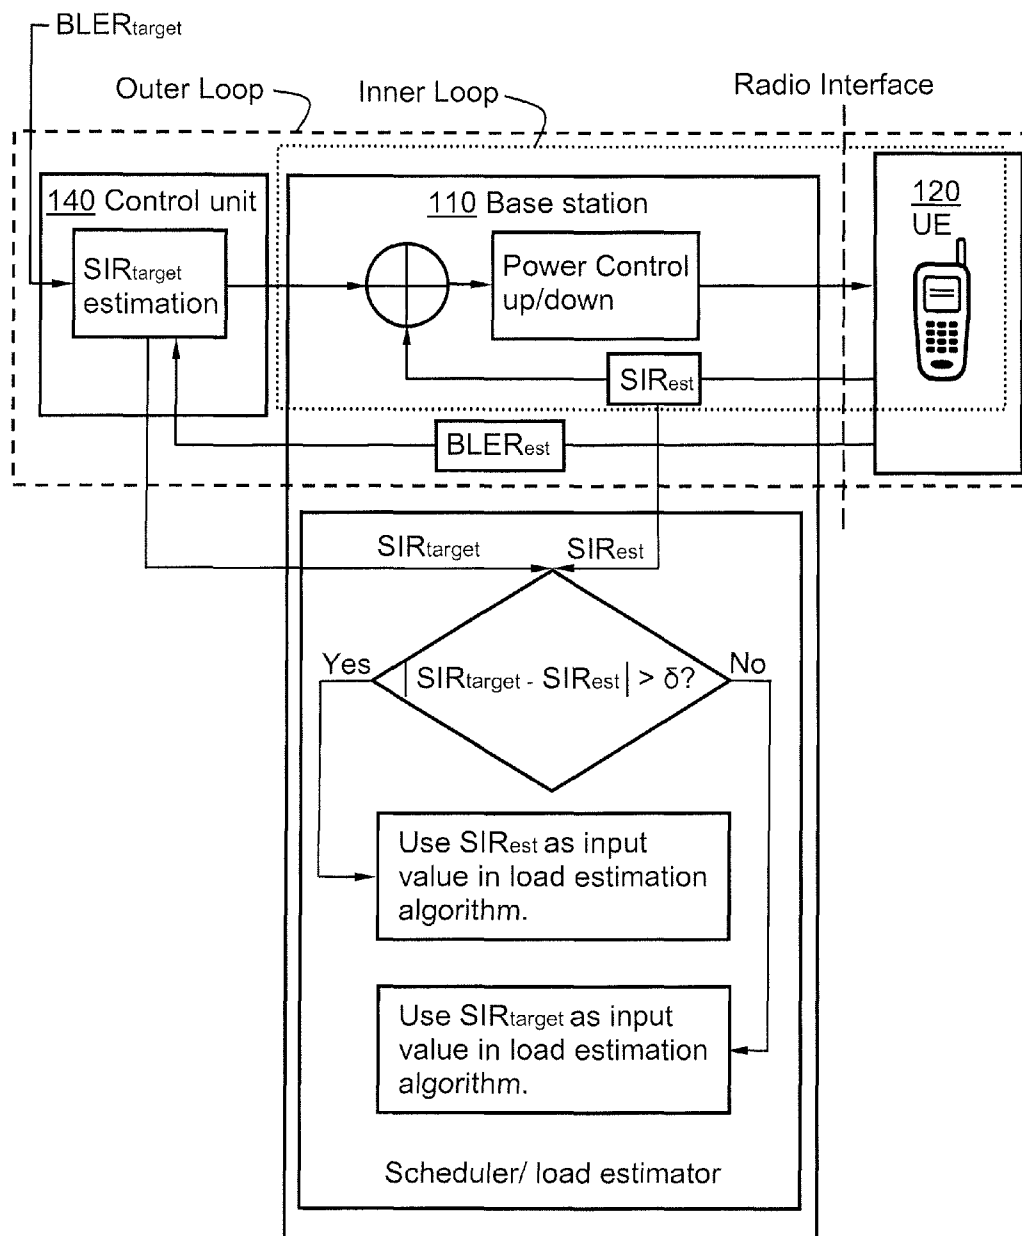 BLERtarget
Outer Loop
Inner Loop
Radio Interface
140 Control unit
110 Base station
120
UE
SIRtarget
estimation
Power Control
up/down
SIRest
BLERest
SIRtarget
SIRest
Yes
|SIRtarget - SIRest| > δ?
No
Use SIRest as input
value in load estimation
algorithm.
Use SIRtarget as input
value in load estimation
algorithm.
Scheduler/ load estimator